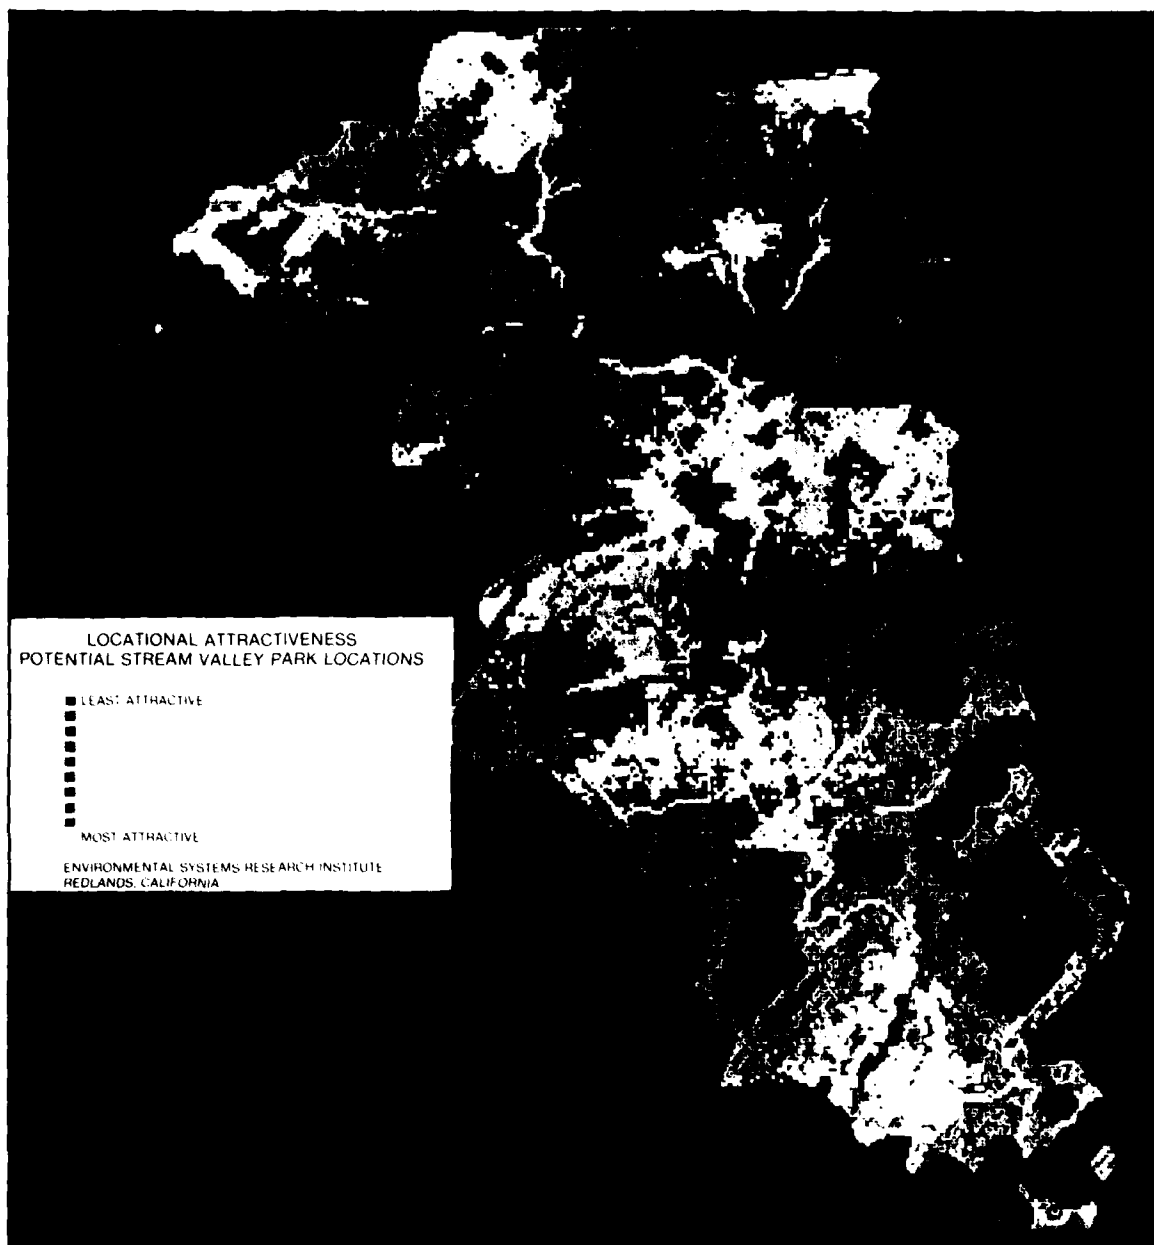 LOCATIONAL ATTRACTIVENESS
POTENTIAL STREAM VALLEY PARK LOCATIONS
LEAST ATTRACTIVE
MOST ATTRACTIVE
ENVIRONMENTAL SYSTEMS RESEARCH INSTITUTE
REDLANDS, CALIFORNIA